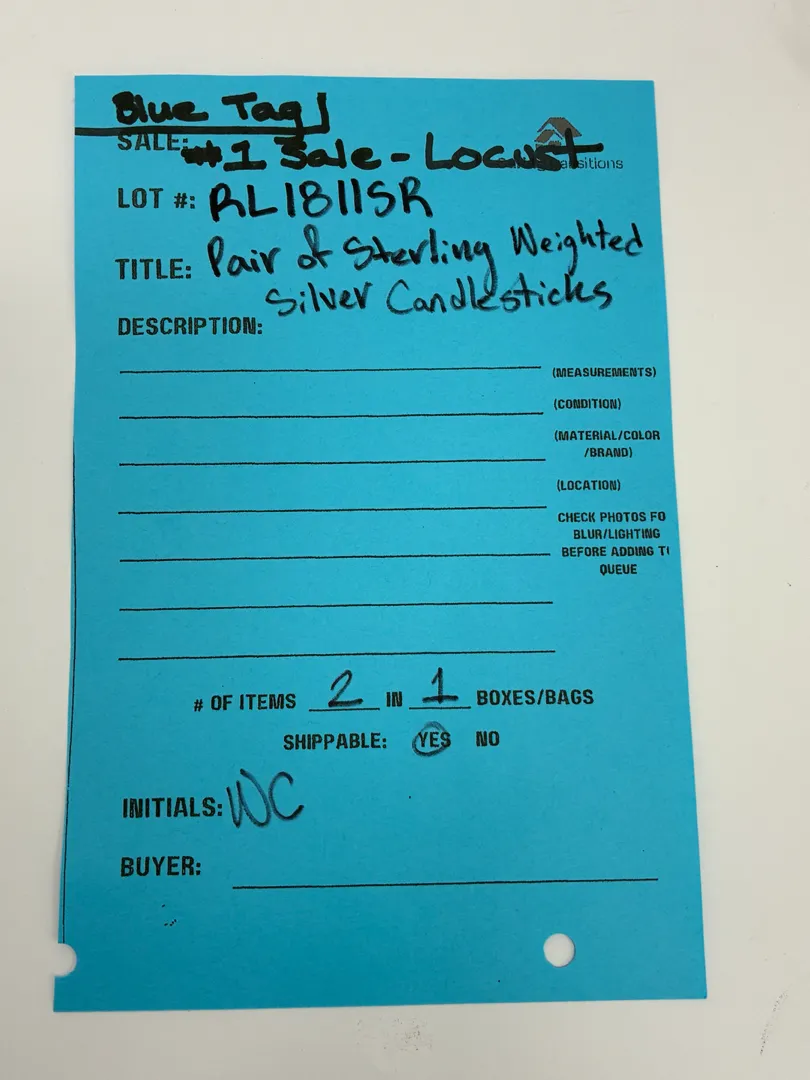 Blue Tag
SALE: #1 Sale - Locust
LOT #: RL1811SR
TITLE: Pair of Sterling Weighted
Silver Candlesticks
DESCRIPTION:
(MEASUREMENTS)
(CONDITION)
(MATERIAL/COLOR
/BRAND)
(LOCATION)
CHECK PHOTOS FO
BLUR/LIGHTING
BEFORE ADDING T
QUEUE
# OF ITEMS 2 IN 1 BOXES/BAGS
SHIPPABLE: YES NO
INITIALS: WC
BUYER: